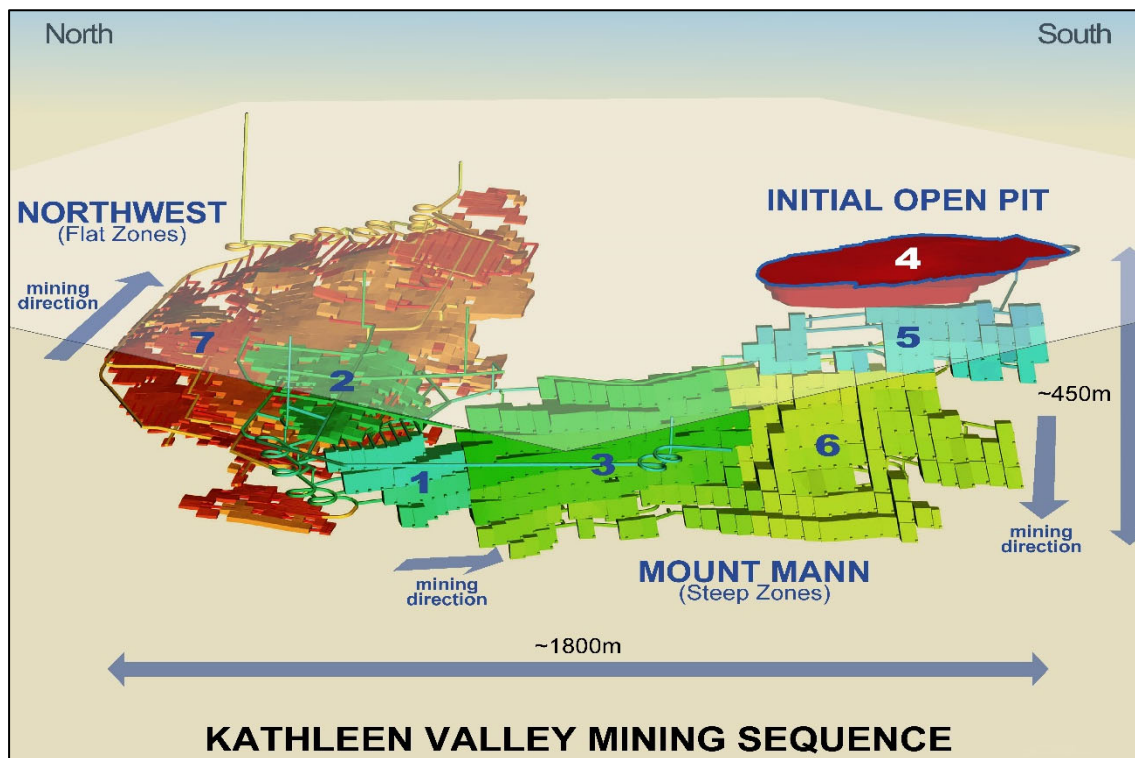 North
South
NORTHWEST
(Flat Zones)
INITIAL OPEN PIT
4
mining
direction
7
5
2
~450m
6
3
1
mining
direction
mining
direction
MOUNT MANN
(Steep Zones)
~1800m
KATHLEEN VALLEY MINING SEQUENCE